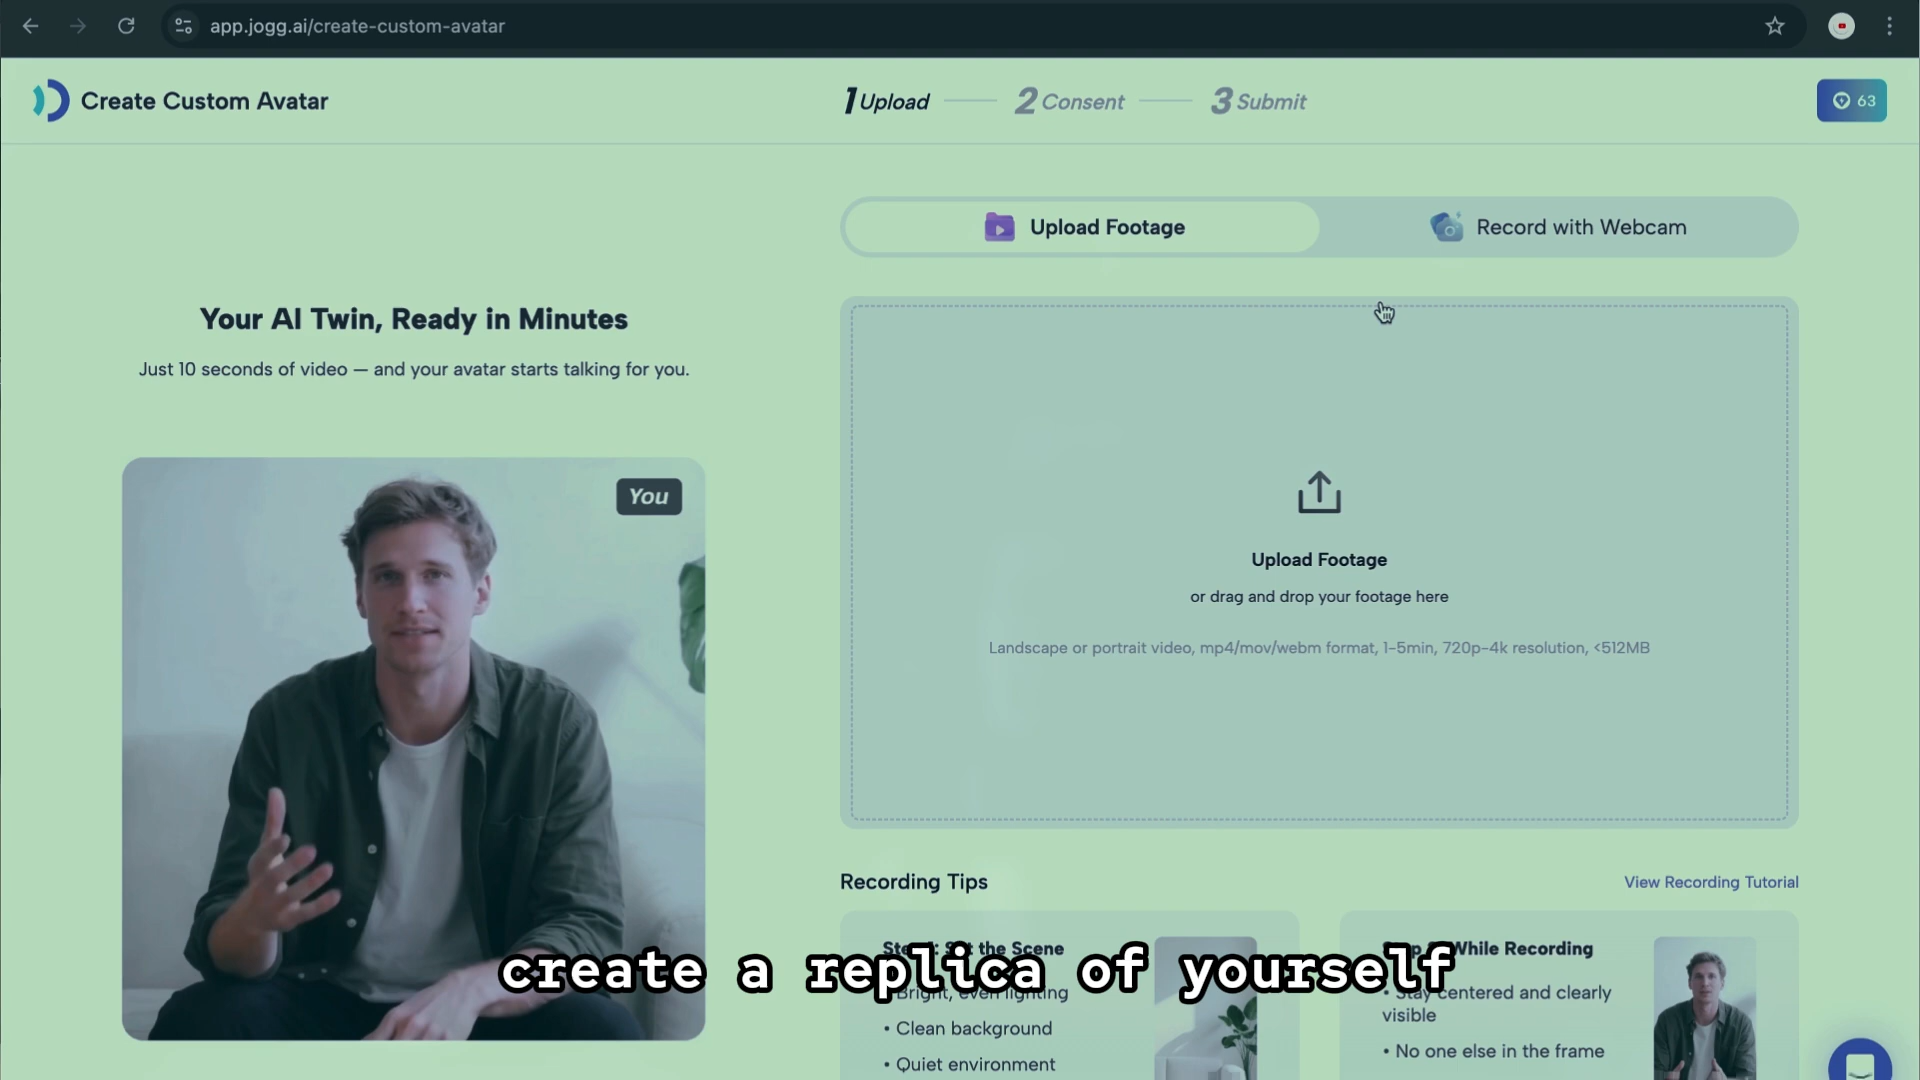 app.jogg.ai/create-custom-avatar
Create Custom Avatar
1 Upload
2 Consent
3 Submit
63
Upload Footage
Record with Webcam
Your AI Twin, Ready in Minutes
Just 10 seconds of video — and your avatar starts talking for you.
You
Upload Footage
or drag and drop your footage here
Landscape or portrait video, mp4/mov/webm format, 1-5min, 720p-4k resolution, <512MB
Recording Tips
View Recording Tutorial
the Scene
While Recording
create a replica of yourself
• Bright, even lighting
• Clean background
• Quiet environment
• Stay centered and clearly
visible
• No one else in the frame